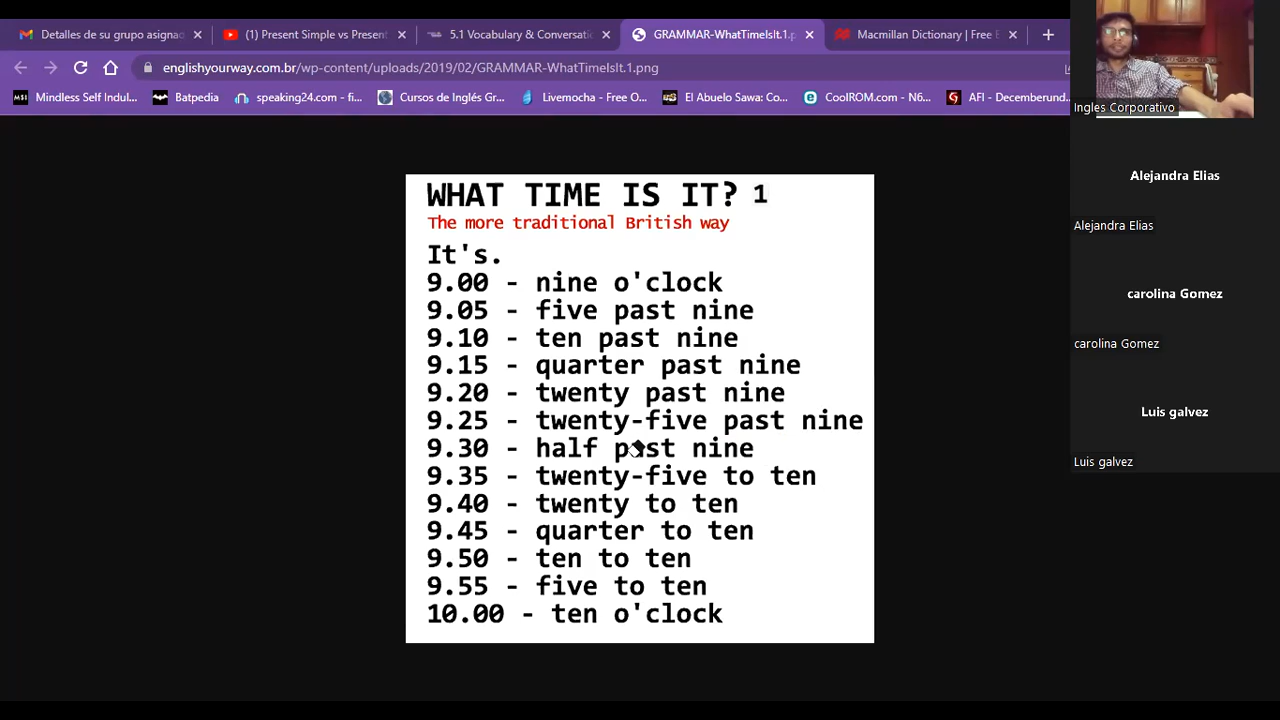 Detalles de su grupo asignac
(1) Present Simple vs Present
5.1 Vocabulary & Conversatio
GRAMMAR-WhatTimeIsIt.1.p
Macmillan Dictionary | Free E
englishyourway.com.br/wp-content/uploads/2019/02/GRAMMAR-WhatTimeIsIt.1.png
Mindless Self Indul...
Batpedia
speaking24.com - fi...
Cursos de Inglés Gr...
Livemocha - Free O...
El Abuelo Sawa: Co...
CoolROM.com - N6...
AFI - Decemberund...
WHAT TIME IS IT? 1
The more traditional British way
It's.
9.00 - nine o'clock
9.05 - five past nine
9.10 - ten past nine
9.15 - quarter past nine
9.20 - twenty past nine
9.25 - twenty-five past nine
9.30 - half past nine
9.35 - twenty-five to ten
9.40 - twenty to ten
9.45 - quarter to ten
9.50 - ten to ten
9.55 - five to ten
10.00 - ten o'clock
Ingles Corporativo
Alejandra Elias
Alejandra Elias
carolina Gomez
carolina Gomez
Luis galvez
Luis galvez